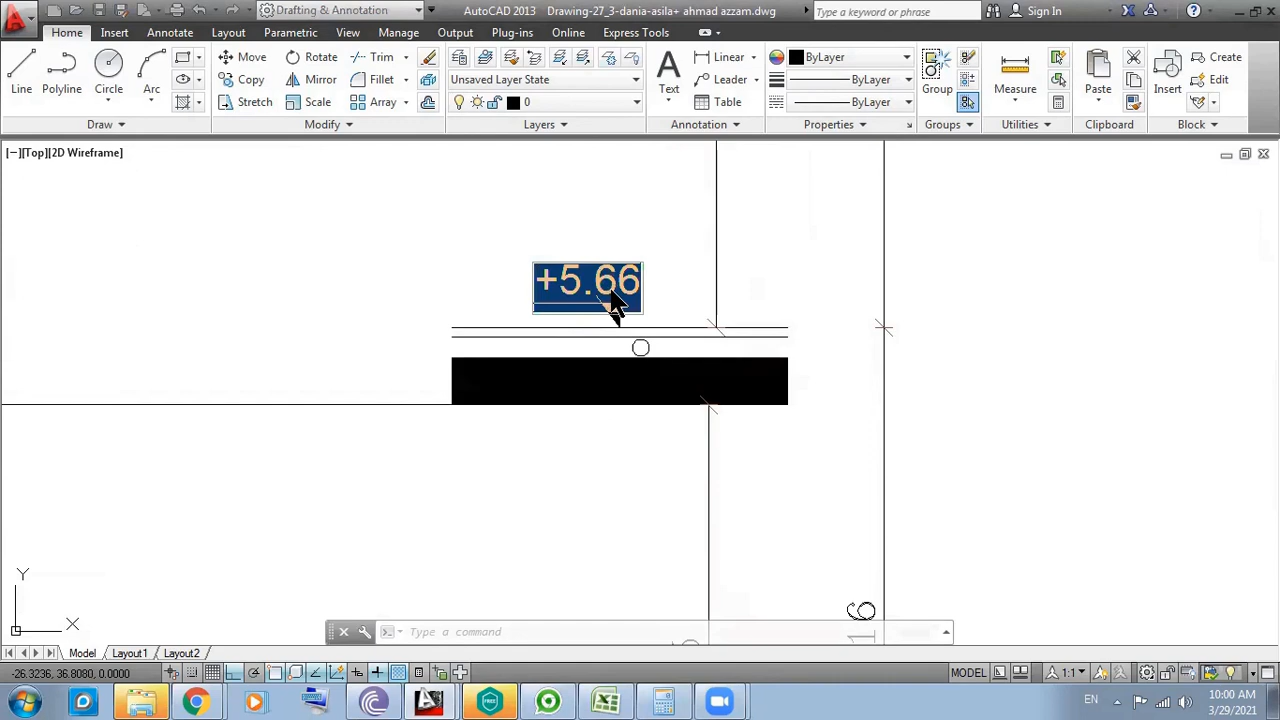 Drafting & Annotation
AutoCAD 2013 Drawing-27_3-dania-asila+ ahmad azzam.dwg
Type a keyword or phrase
Sign In
Home Insert Annotate Layout Parametric View Manage Output Plug-ins Online Express Tools
Line Polyline Circle Arc
Move Rotate Trim
Copy Mirror Fillet
Stretch Scale Array
Unsaved Layer State
0
Text
Linear
Leader
Table
ByLayer
ByLayer
ByLayer
Group
Measure
Paste
Insert
Create
Edit
Draw Modify Layers Annotation Properties Groups Utilities Clipboard Block
[−][Top][2D Wireframe]
+5.66
6
Y
X
Type a command
Model Layout1 Layout2
-26.3236, 36.8080, 0.0000
MODEL
1:1
FREE
EN
10:00 AM
3/29/2021